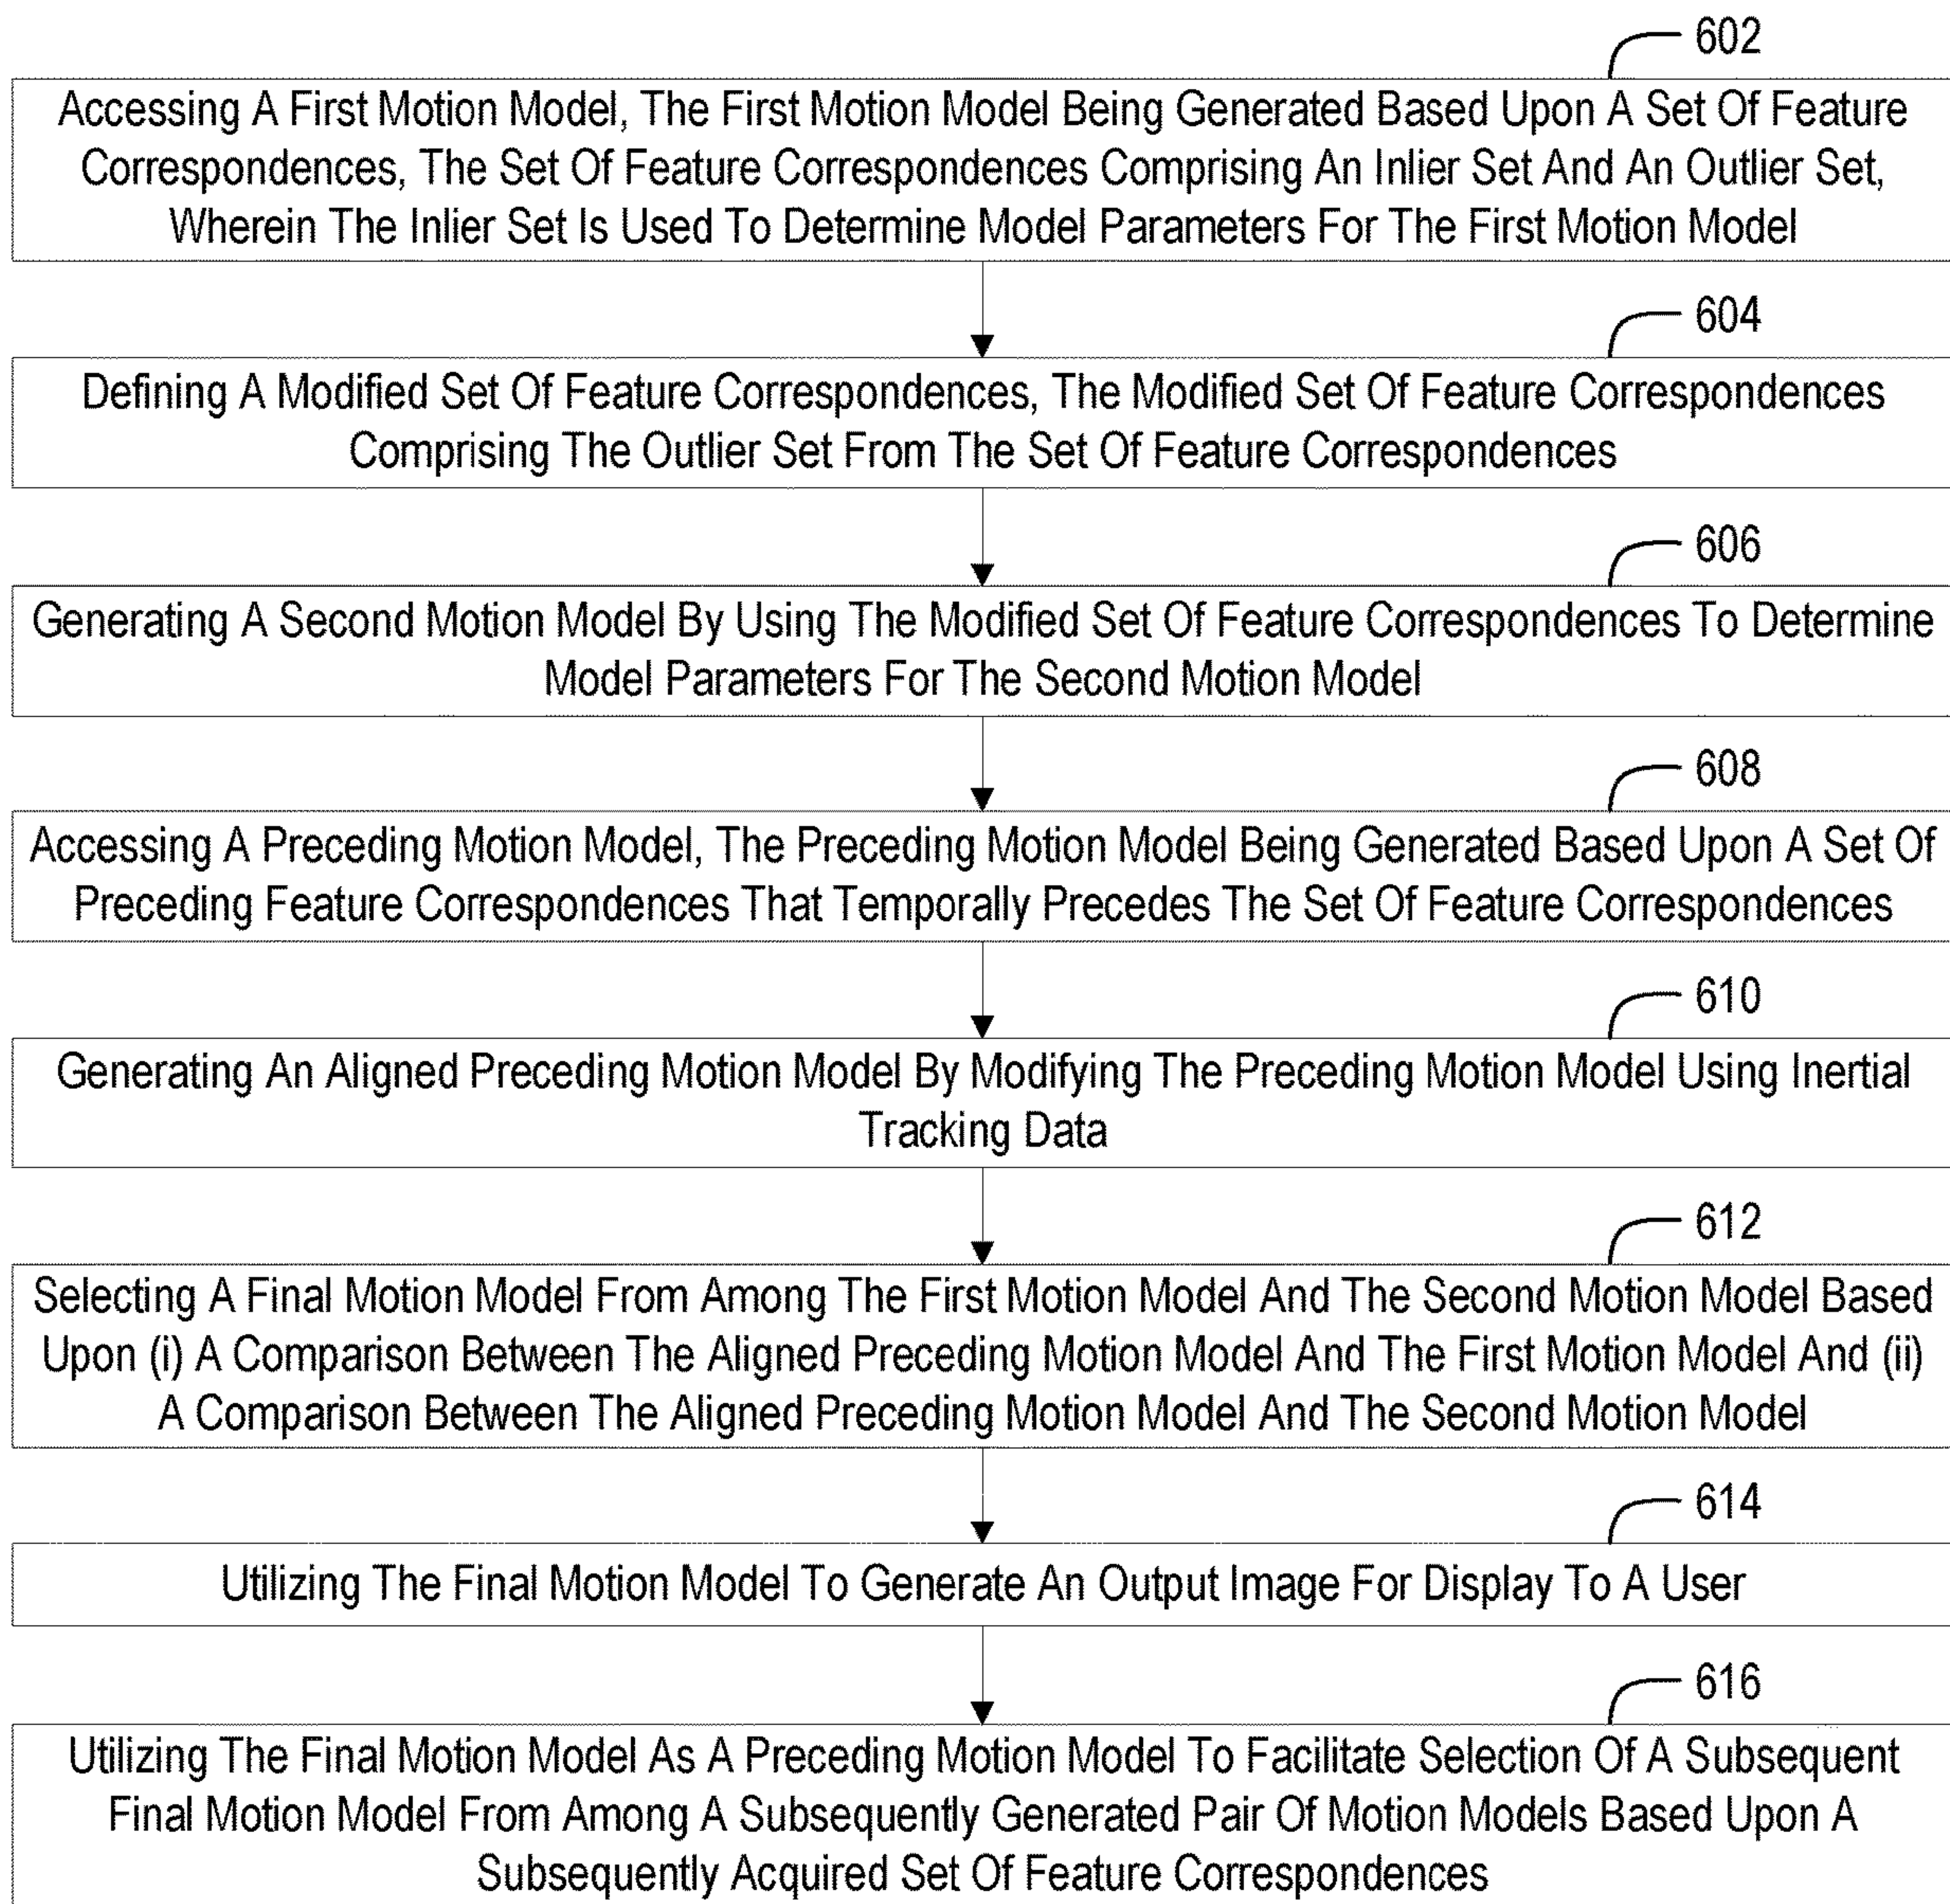 602
Accessing A First Motion Model, The First Motion Model Being Generated Based Upon A Set Of Feature
Correspondences, The Set Of Feature Correspondences Comprising An Inlier Set And An Outlier Set,
Wherein The Inlier Set Is Used To Determine Model Parameters For The First Motion Model
604
Defining A Modified Set Of Feature Correspondences, The Modified Set Of Feature Correspondences
Comprising The Outlier Set From The Set Of Feature Correspondences
606
Generating A Second Motion Model By Using The Modified Set Of Feature Correspondences To Determine
Model Parameters For The Second Motion Model
608
Accessing A Preceding Motion Model, The Preceding Motion Model Being Generated Based Upon A Set Of
Preceding Feature Correspondences That Temporally Precedes The Set Of Feature Correspondences
610
Generating An Aligned Preceding Motion Model By Modifying The Preceding Motion Model Using Inertial
Tracking Data
612
Selecting A Final Motion Model From Among The First Motion Model And The Second Motion Model Based
Upon (i) A Comparison Between The Aligned Preceding Motion Model And The First Motion Model And (ii)
A Comparison Between The Aligned Preceding Motion Model And The Second Motion Model
614
Utilizing The Final Motion Model To Generate An Output Image For Display To A User
616
Utilizing The Final Motion Model As A Preceding Motion Model To Facilitate Selection Of A Subsequent
Final Motion Model From Among A Subsequently Generated Pair Of Motion Models Based Upon A
Subsequently Acquired Set Of Feature Correspondences